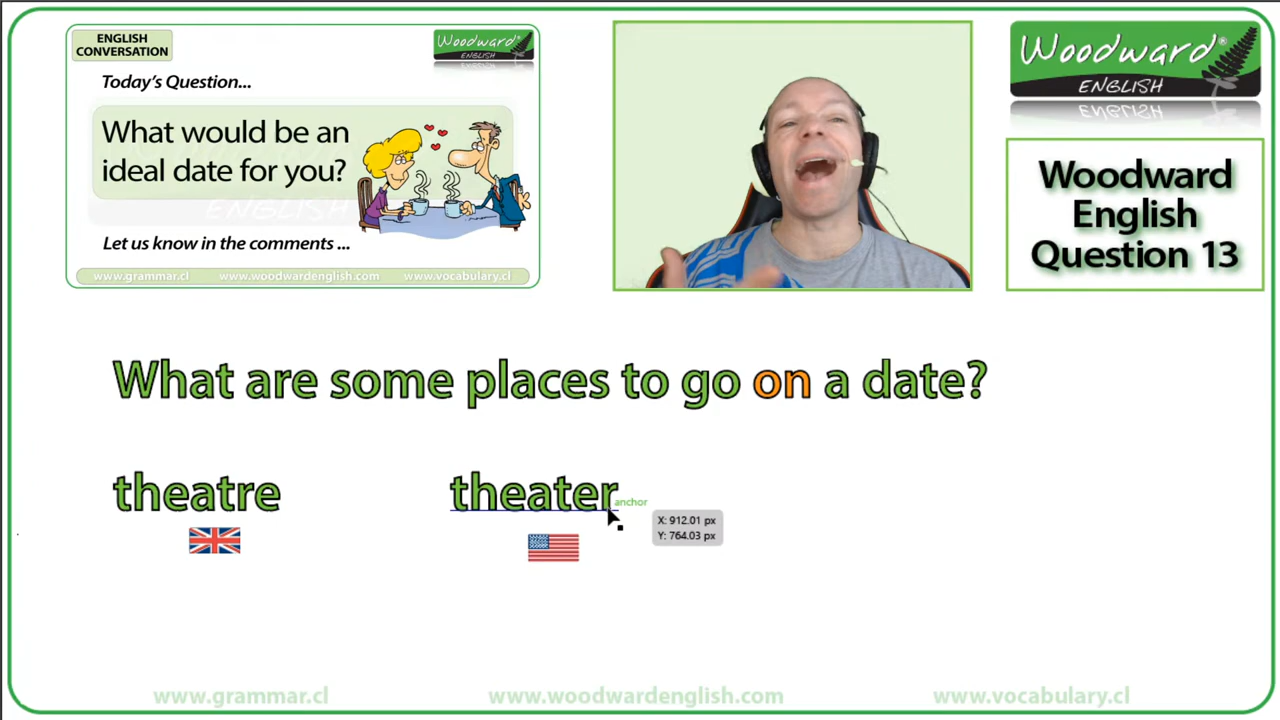 ENGLISH
CONVERSATION
Woodward
ENGLISH
Today's Question...
What would be an
ideal date for you?
ENGLISH
Let us know in the comments ...
www.grammar.cl www.woodwardenglish.com www.vocabulary.cl
Woodward®
ENGLISH
ENGLISH
Woodward
English
Question 13
What are some places to go on a date?
theatre theater
anchor
X: 912.01 px
Y: 764.03 px
www.grammar.cl www.woodwardenglish.com www.vocabulary.cl